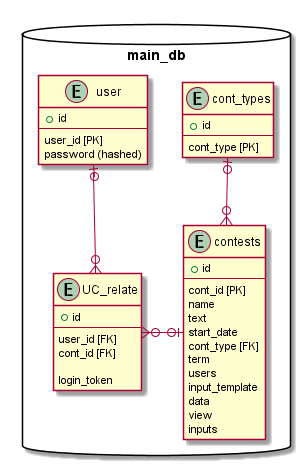 main_db
E user
id
user_id [PK]
password (hashed)
E cont_types
id
cont_type [PK]
E contests
id
cont_id [PK]
name
text
start_date
cont_type [FK]
term
users
input_template
data
view
inputs
E UC_relate
id
user_id [FK]
cont_id [FK]
login_token